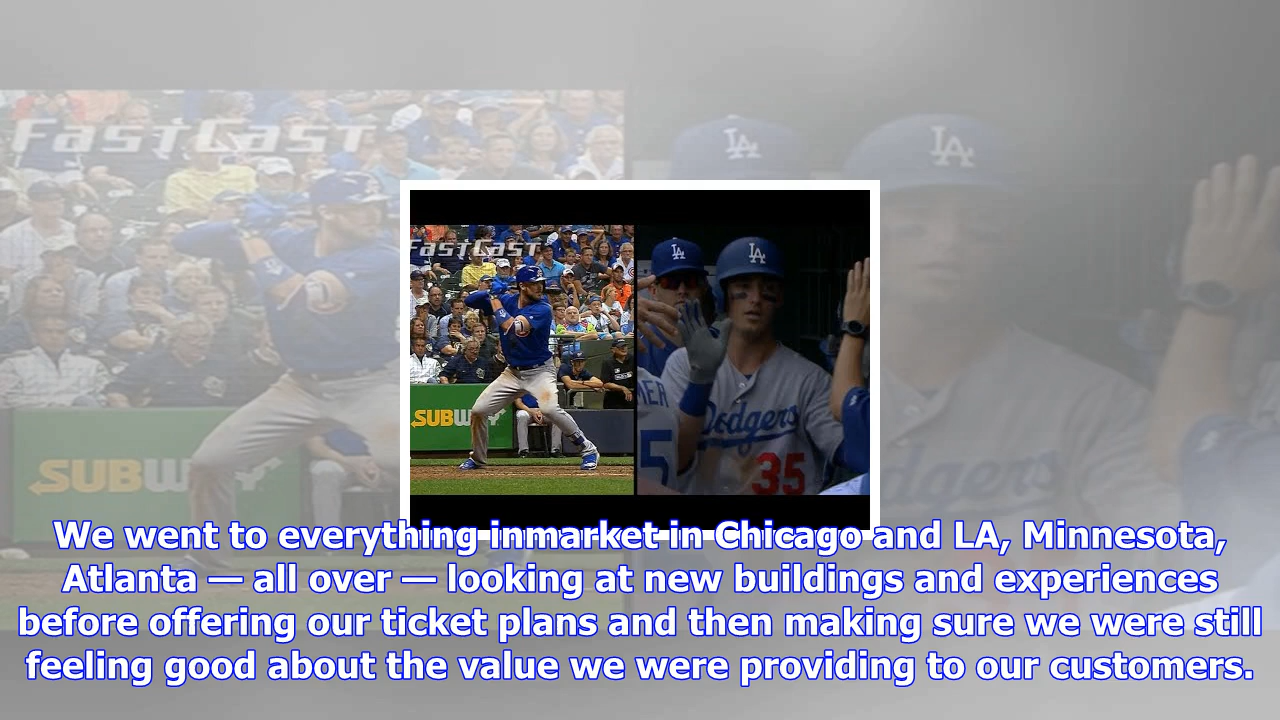 FastCast
LA
LA
FastCast
LA
LA
Dodgers
35
SUBWAY
SUBWAY
We went to everything inmarket in Chicago and LA, Minnesota,
Atlanta — all over — looking at new buildings and experiences
before offering our ticket plans and then making sure we were still
feeling good about the value we were providing to our customers.